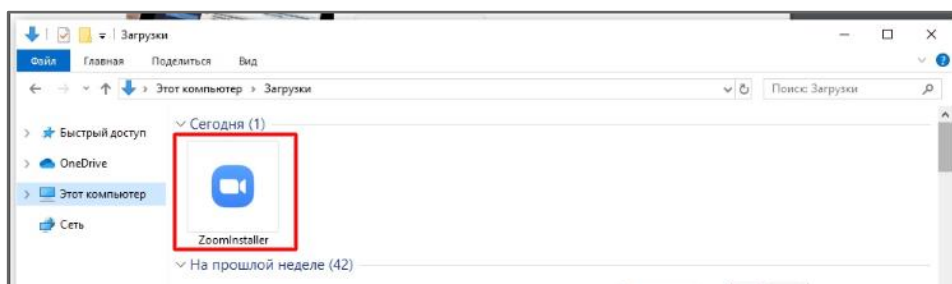 Загрузки
Файл Главная Поделиться Вид
Этот компьютер > Загрузки
Поиск: Загрузки
Быстрый доступ
Сегодня (1)
OneDrive
Этот компьютер
Сеть
ZoomInstaller
На прошлой неделе (42)